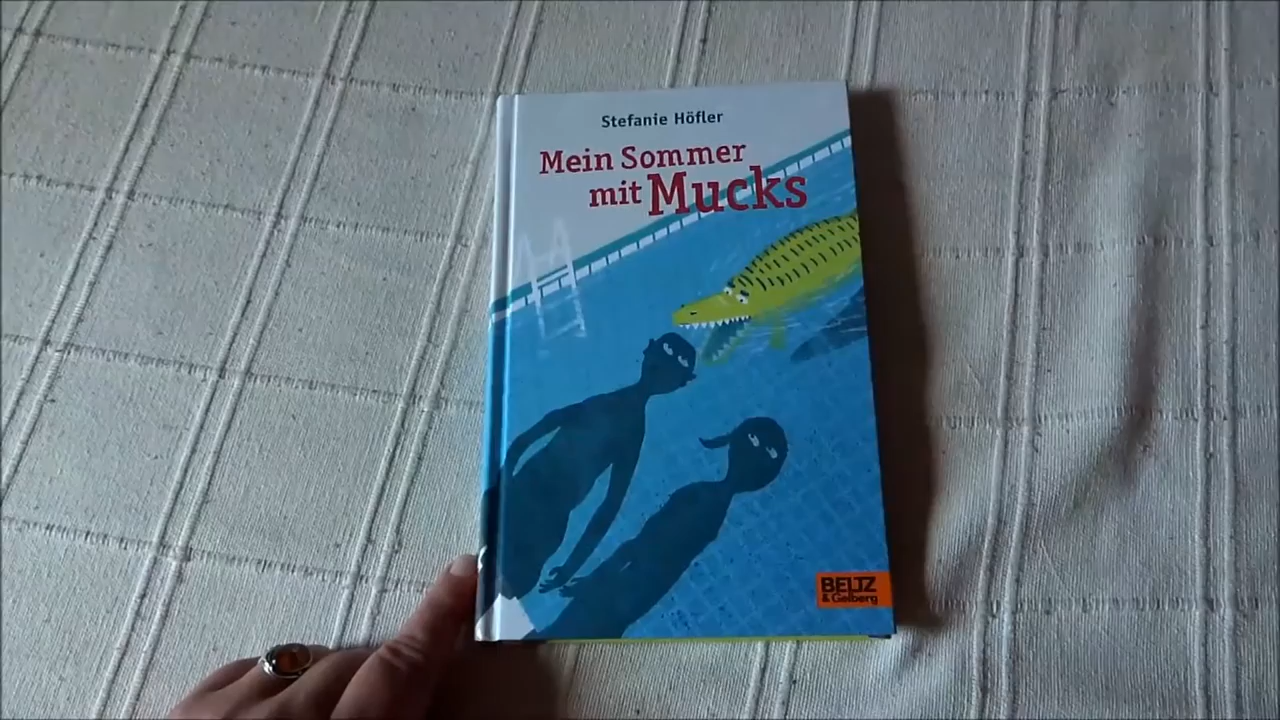 Stefanie Höfler
Mein Sommer
mit Mucks
BELTZ
& Gelberg